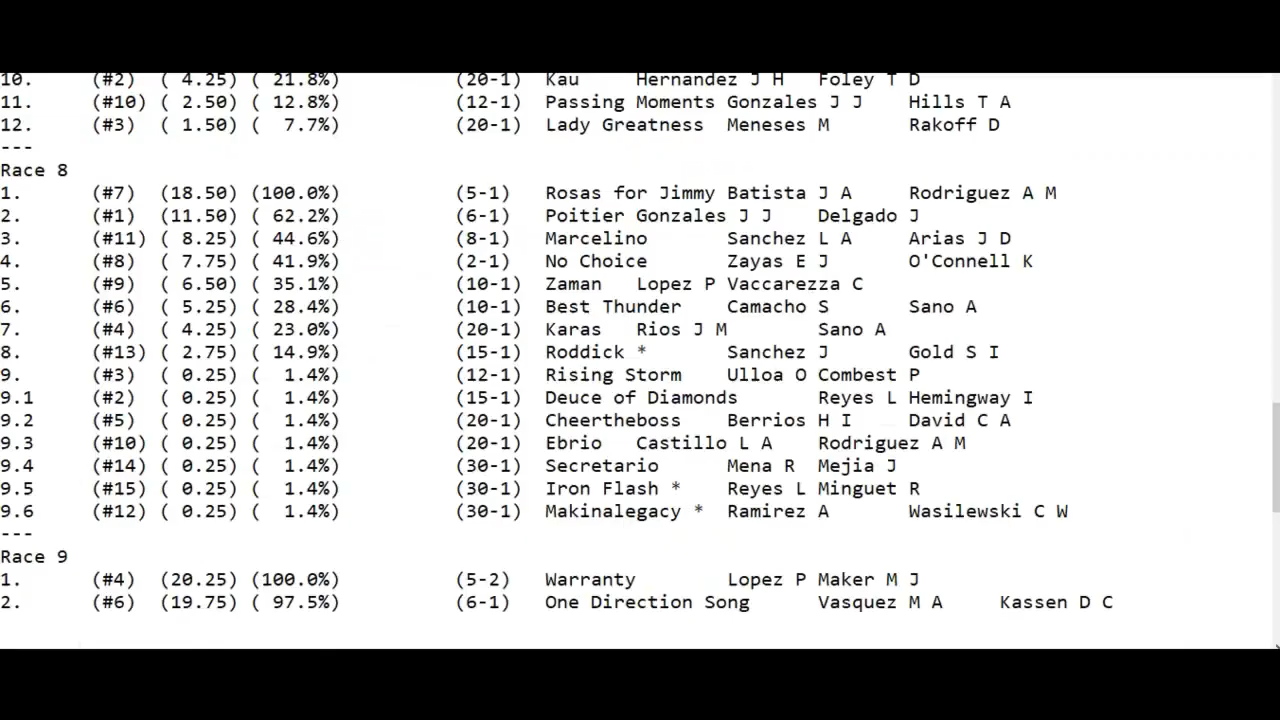 10. (#2) ( 4.25) ( 21.8%) (20-1) Kau Hernandez J H Foley T D
11. (#10) ( 2.50) ( 12.8%) (12-1) Passing Moments Gonzales J J Hills T A
12. (#3) ( 1.50) ( 7.7%) (20-1) Lady Greatness Meneses M Rakoff D
---
Race 8
1. (#7) (18.50) (100.0%) (5-1) Rosas for Jimmy Batista J A Rodriguez A M
2. (#1) (11.50) ( 62.2%) (6-1) Poitier Gonzales J J Delgado J
3. (#11) ( 8.25) ( 44.6%) (8-1) Marcelino Sanchez L A Arias J D
4. (#8) ( 7.75) ( 41.9%) (2-1) No Choice Zayas E J O'Connell K
5. (#9) ( 6.50) ( 35.1%) (10-1) Zaman Lopez P Vaccarezza C
6. (#6) ( 5.25) ( 28.4%) (10-1) Best Thunder Camacho S Sano A
7. (#4) ( 4.25) ( 23.0%) (20-1) Karas Rios J M Sano A
8. (#13) ( 2.75) ( 14.9%) (15-1) Roddick * Sanchez J Gold S I
9. (#3) ( 0.25) ( 1.4%) (12-1) Rising Storm Ulloa O Combest P
9.1 (#2) ( 0.25) ( 1.4%) (15-1) Deuce of Diamonds Reyes L Hemingway I
9.2 (#5) ( 0.25) ( 1.4%) (20-1) Cheertheboss Berrios H I David C A
9.3 (#10) ( 0.25) ( 1.4%) (20-1) Ebrio Castillo L A Rodriguez A M
9.4 (#14) ( 0.25) ( 1.4%) (30-1) Secretario Mena R Mejia J
9.5 (#15) ( 0.25) ( 1.4%) (30-1) Iron Flash * Reyes L Minguet R
9.6 (#12) ( 0.25) ( 1.4%) (30-1) Makinalegacy * Ramirez A Wasilewski C W
---
Race 9
1. (#4) (20.25) (100.0%) (5-2) Warranty Lopez P Maker M J
2. (#6) (19.75) ( 97.5%) (6-1) One Direction Song Vasquez M A Kassen D C